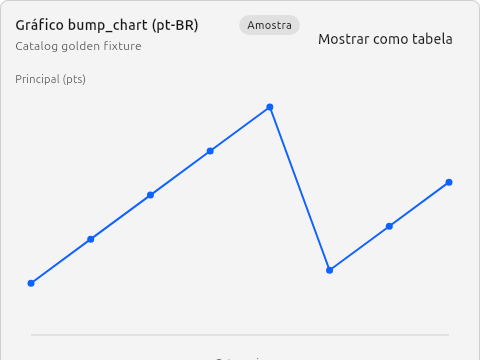 Gráfico bump_chart (pt-BR)
Amostra
Mostrar como tabela
Catalog golden fixture
Principal (pts)